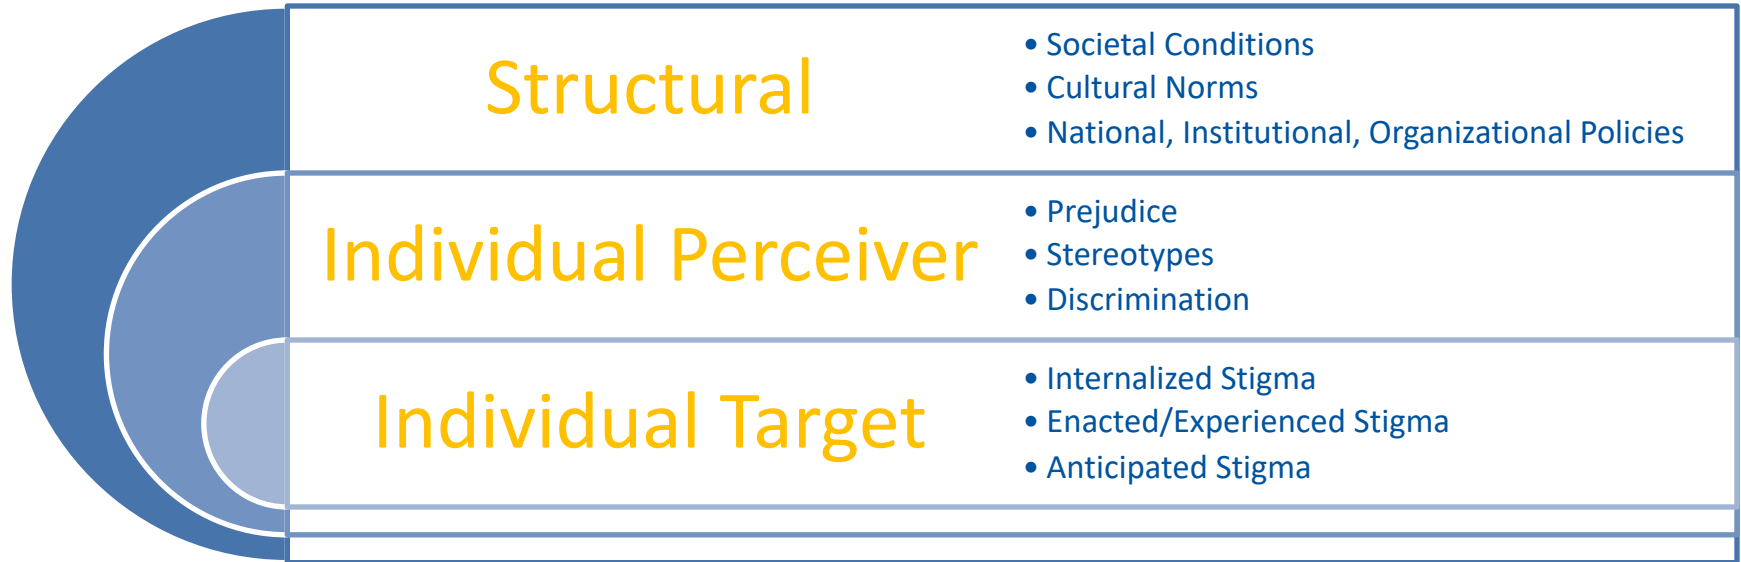 Structural
• Societal Conditions
• Cultural Norms
• National, Institutional, Organizational Policies
Individual Perceiver
• Prejudice
• Stereotypes
• Discrimination
Individual Target
• Internalized Stigma
• Enacted/Experienced Stigma
• Anticipated Stigma